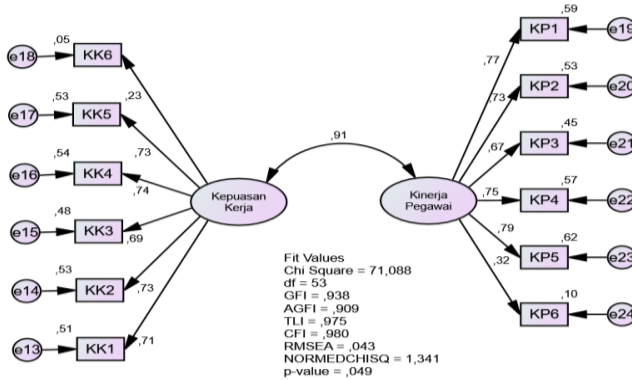 ,05
e18
KK6
,53
e17
KK5
,54
e16
KK4
,48
e15
KK3
,53
e14
KK2
,51
e13
KK1
,23
,73
,74
,69
,73
,71
Kepuasan
Kerja
,91
Kinerja
Pegawai
,77
,73
,67
,75
,79
,32
,59
KP1
e19
,53
KP2
e20
,45
KP3
e21
,57
KP4
e22
,62
KP5
e23
,10
KP6
e24
Fit Values
Chi Square = 71,088
df = 53
GFI = ,938
AGFI = ,909
TLI = ,975
CFI = ,980
RMSEA = ,043
NORMEDCHISQ = 1,341
p-value = ,049